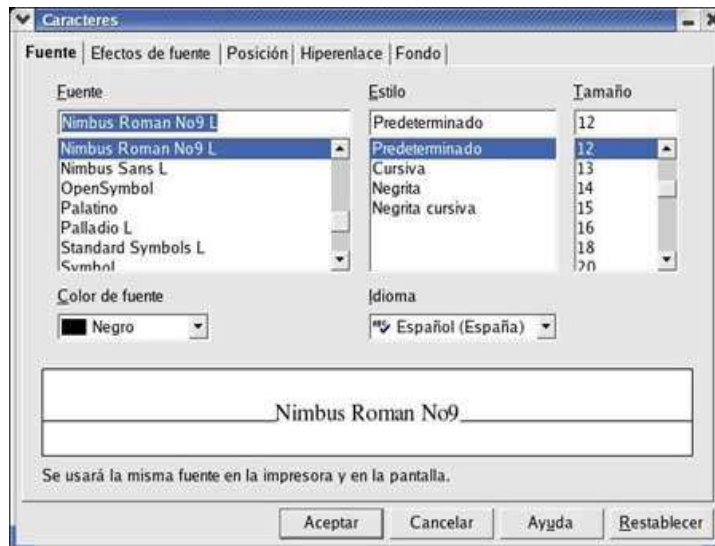 Caracteres
Fuente Efectos de fuente Posición Hiperenlace Fondo
Fuente Estilo Tamaño
Nimbus Roman No9 L Predeterminado 12
Nimbus Roman No9 L Predeterminado 12
Nimbus Sans L Cursiva 13
OpenSymbol Negrita 14
Palatino Negrita cursiva 15
Palladio L 16
Standard Symbols L 18
Symbol 20
Color de fuente Idioma
Negro ABC Español (España)
Nimbus Roman No9
Se usará la misma fuente en la impresora y en la pantalla.
Aceptar Cancelar Ayuda Restablecer